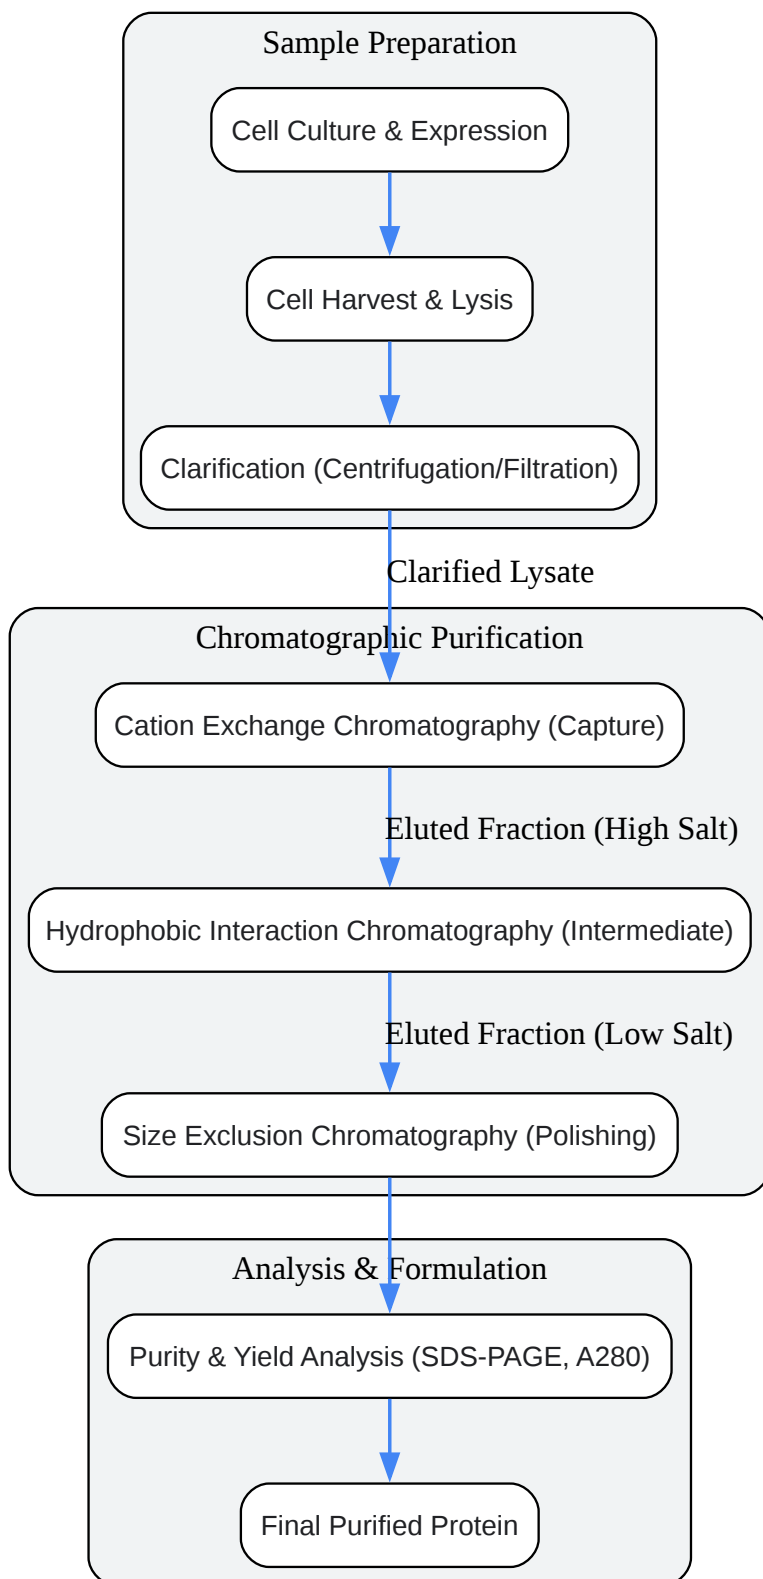 Sample Preparation
Cell Culture & Expression
Cell Harvest & Lysis
Clarification (Centrifugation/Filtration)
Clarified Lysate
Chromatographic Purification
Cation Exchange Chromatography (Capture)
Eluted Fraction (High Salt)
Hydrophobic Interaction Chromatography (Intermediate)
Eluted Fraction (Low Salt)
Size Exclusion Chromatography (Polishing)
Analysis & Formulation
Purity & Yield Analysis (SDS-PAGE, A280)
Final Purified Protein